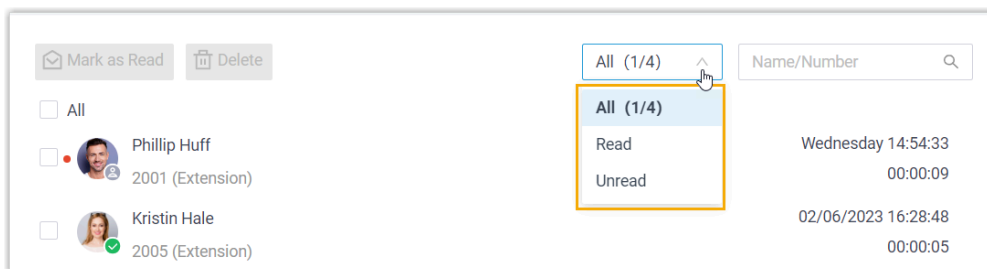 Mark as Read Delete All (1/4) Name/Number
All
All (1/4)
Read
Unread
Phillip Huff
2001 (Extension)
Wednesday 14:54:33
00:00:09
Kristin Hale
2005 (Extension)
02/06/2023 16:28:48
00:00:05